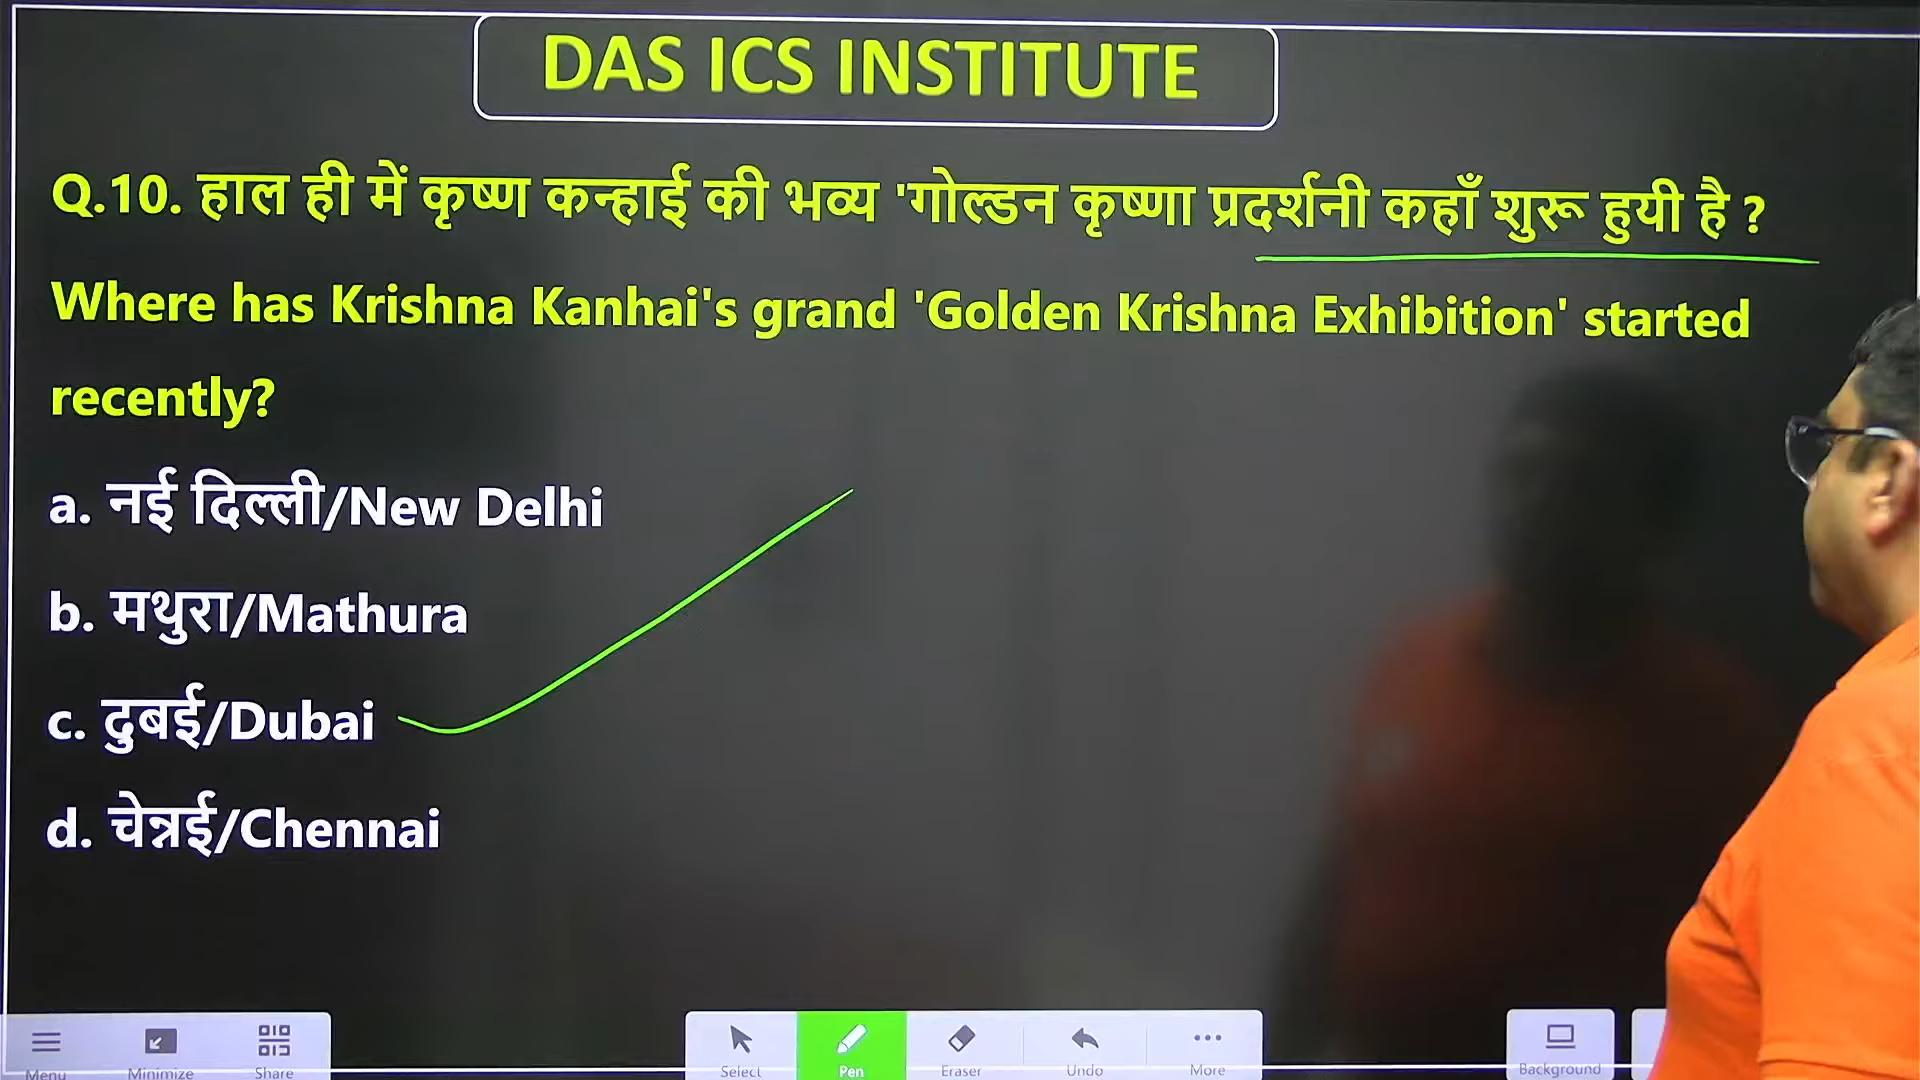 DAS ICS INSTITUTE
Q.10. हाल ही में कृष्ण कन्हाई की भव्य 'गोल्डन कृष्णा प्रदर्शनी कहाँ शुरू हुयी है ?
Where has Krishna Kanhai's grand 'Golden Krishna Exhibition' started
recently?
a. नई दिल्ली/New Delhi
b. मथुरा/Mathura
c. दुबई/Dubai
d. चेन्नई/Chennai
Menu Minimize Share Select Pen Eraser Undo More Background